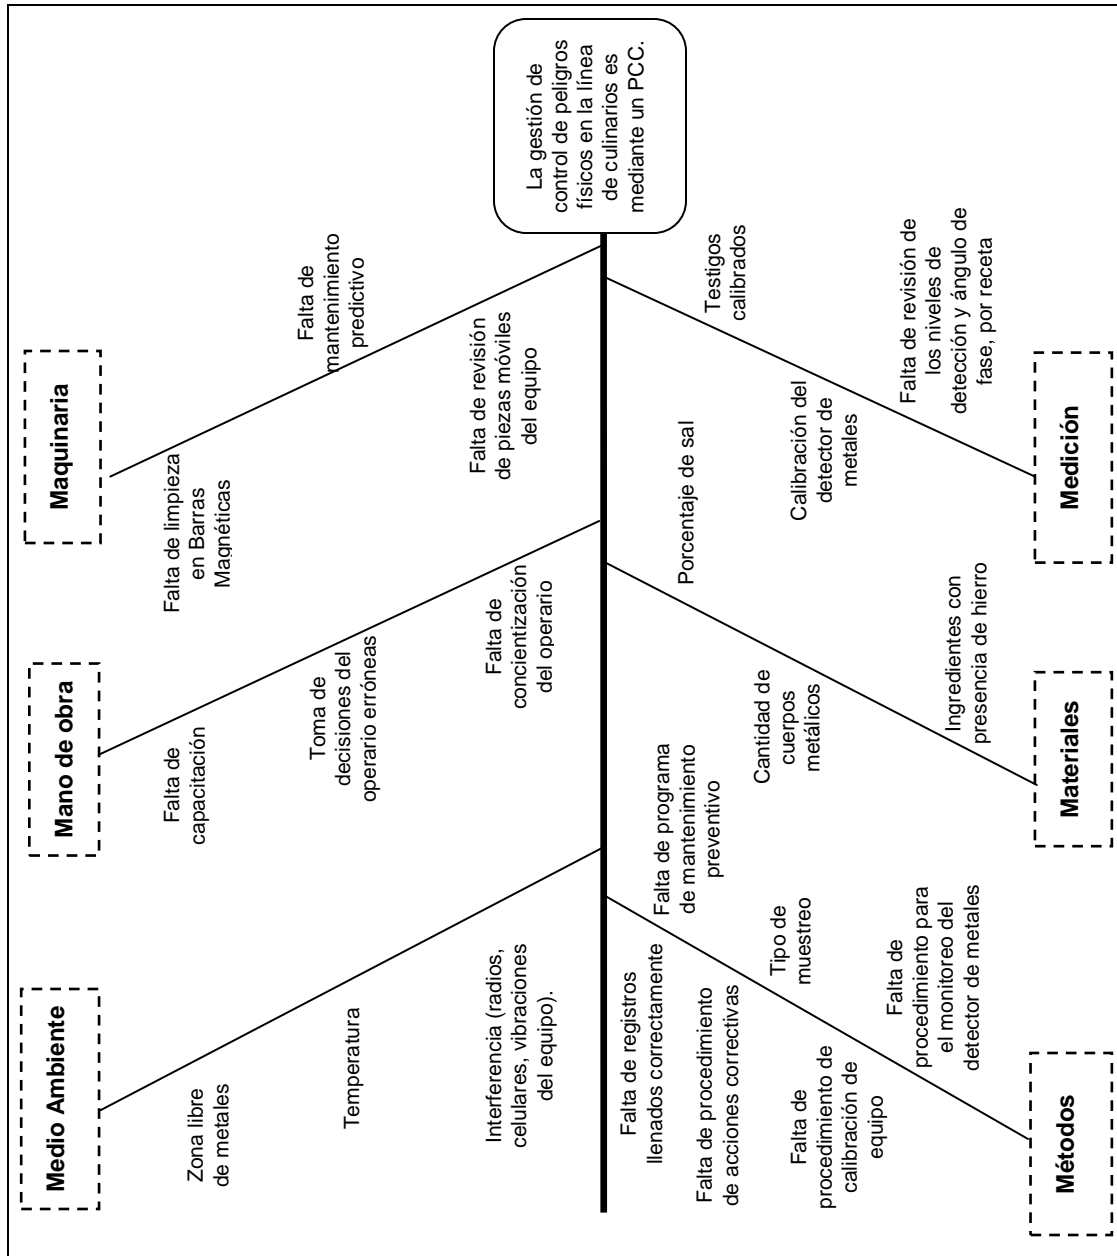 Medio Ambiente
Zona libre
de metales
Temperatura
Interferencia (radios,
celulares, vibraciones
del equipo).
Mano de obra
Falta de
capacitación
Toma de
decisiones del
operario erróneas
Falta de
concientización
del operario
Maquinaria
Falta de limpieza
en Barras
Magnéticas
Falta de
mantenimiento
predictivo
Falta de revisión
de piezas móviles
del equipo
La gestión de
control de peligros
físicos en la línea
de culinarios es
mediante un PCC.
Falta de registros
llenados correctamente
Falta de procedimiento
de acciones correctivas
Falta de
procedimiento de
calibración de
equipo
Falta de programa
de mantenimiento
preventivo
Tipo de
muestreo
Falta de
procedimiento para
el monitoreo del
detector de metales
Métodos
Porcentaje de sal
Cantidad de
cuerpos
metálicos
Ingredientes con
presencia de hierro
Materiales
Testigos
calibrados
Calibración del
detector de
metales
Falta de revisión de
los niveles de
detección y ángulo de
fase, por receta
Medición